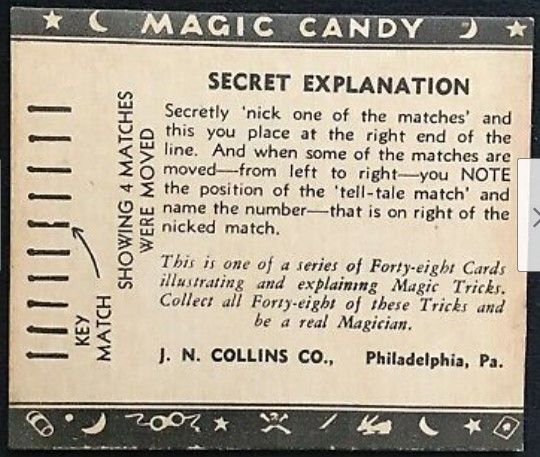 MAGIC CANDY
SECRET EXPLANATION
Secretly 'nick one of the matches' and
this you place at the right end of the
line. And when some of the matches are
moved—from left to right—you NOTE
the position of the 'tell-tale match' and
name the number—that is on right of the
nicked match.
This is one of a series of Forty-eight Cards
illustrating and explaining Magic Tricks.
Collect all Forty-eight of these Tricks and
be a real Magician.
J. N. COLLINS CO., Philadelphia, Pa.
SHOWING 4 MATCHES
WERE MOVED
KEY
MATCH